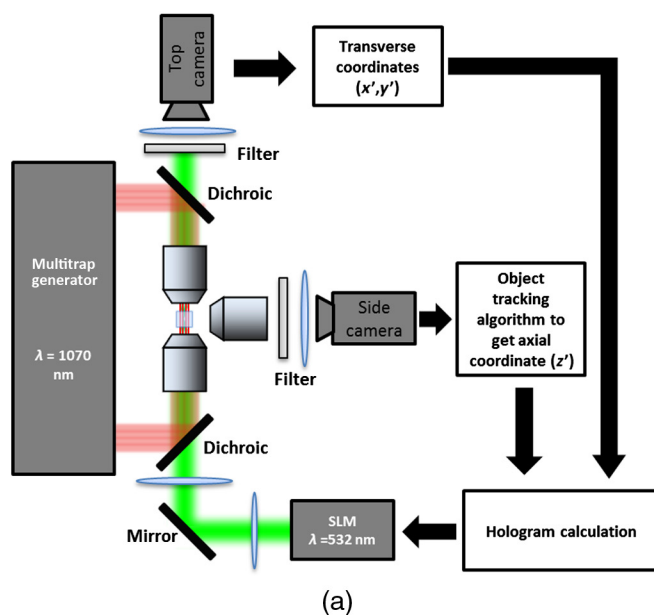 Top
camera
Transverse
coordinates
(x’,y’)
Filter
Dichroic
Multitrap
generator
λ = 1070
nm
Side
camera
Object
tracking
algorithm to
get axial
coordinate (z’)
Filter
Dichroic
Mirror
SLM
λ =532 nm
Hologram calculation
(a)